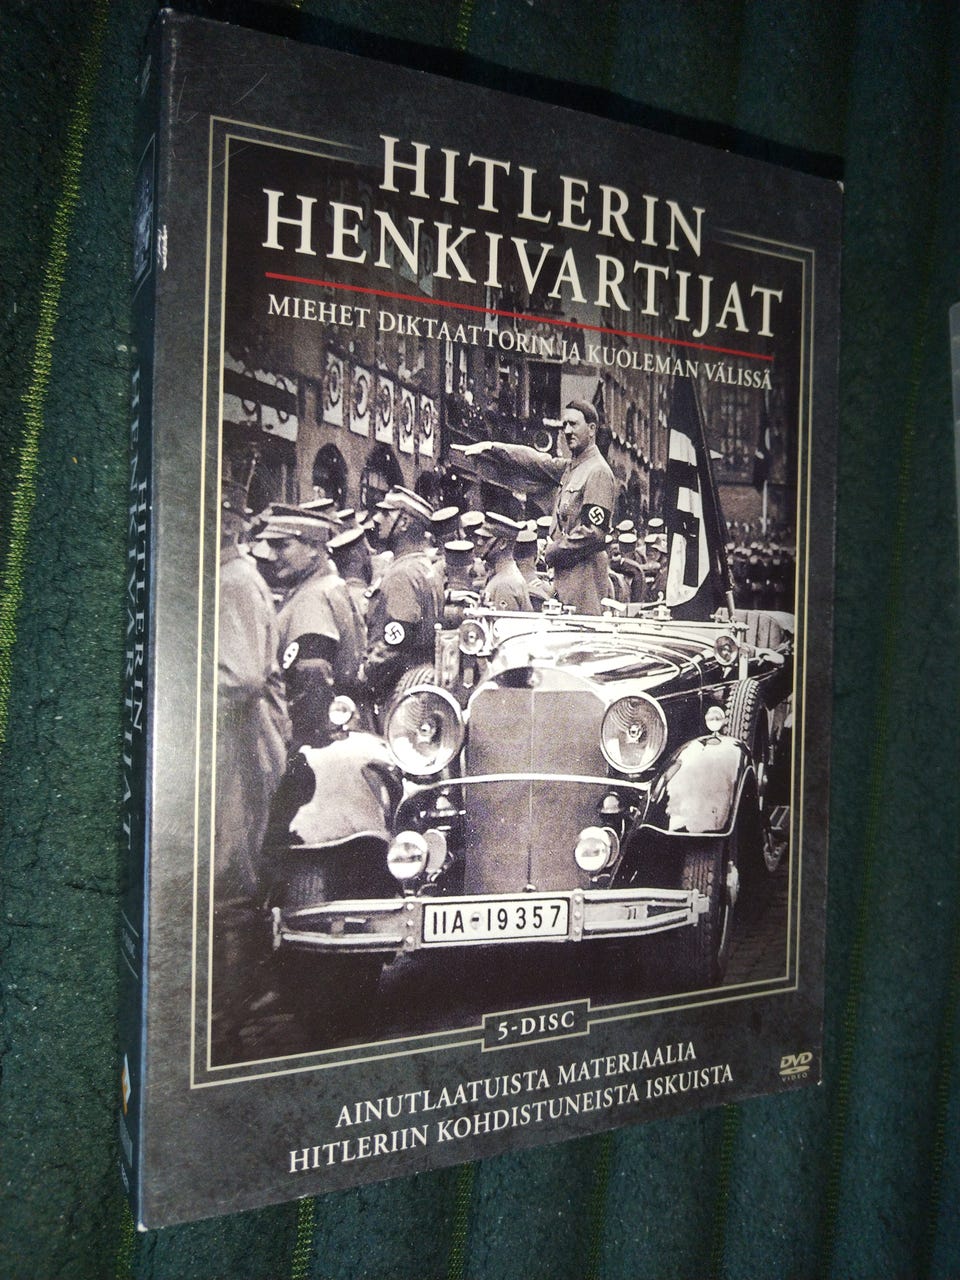 HITLERIN
HENKIVARTIJAT
MIEHET DIKTAATTORIN JA KUOLEMAN VÄLISSÄ
IIA 19357
5-DISC
AINUTLAATUISTA MATERIAALIA
HITLERIIN KOHDISTUNEISTA ISKUISTA
DVD
VIDEO
HITLERIN
HENKIVARTIJAT